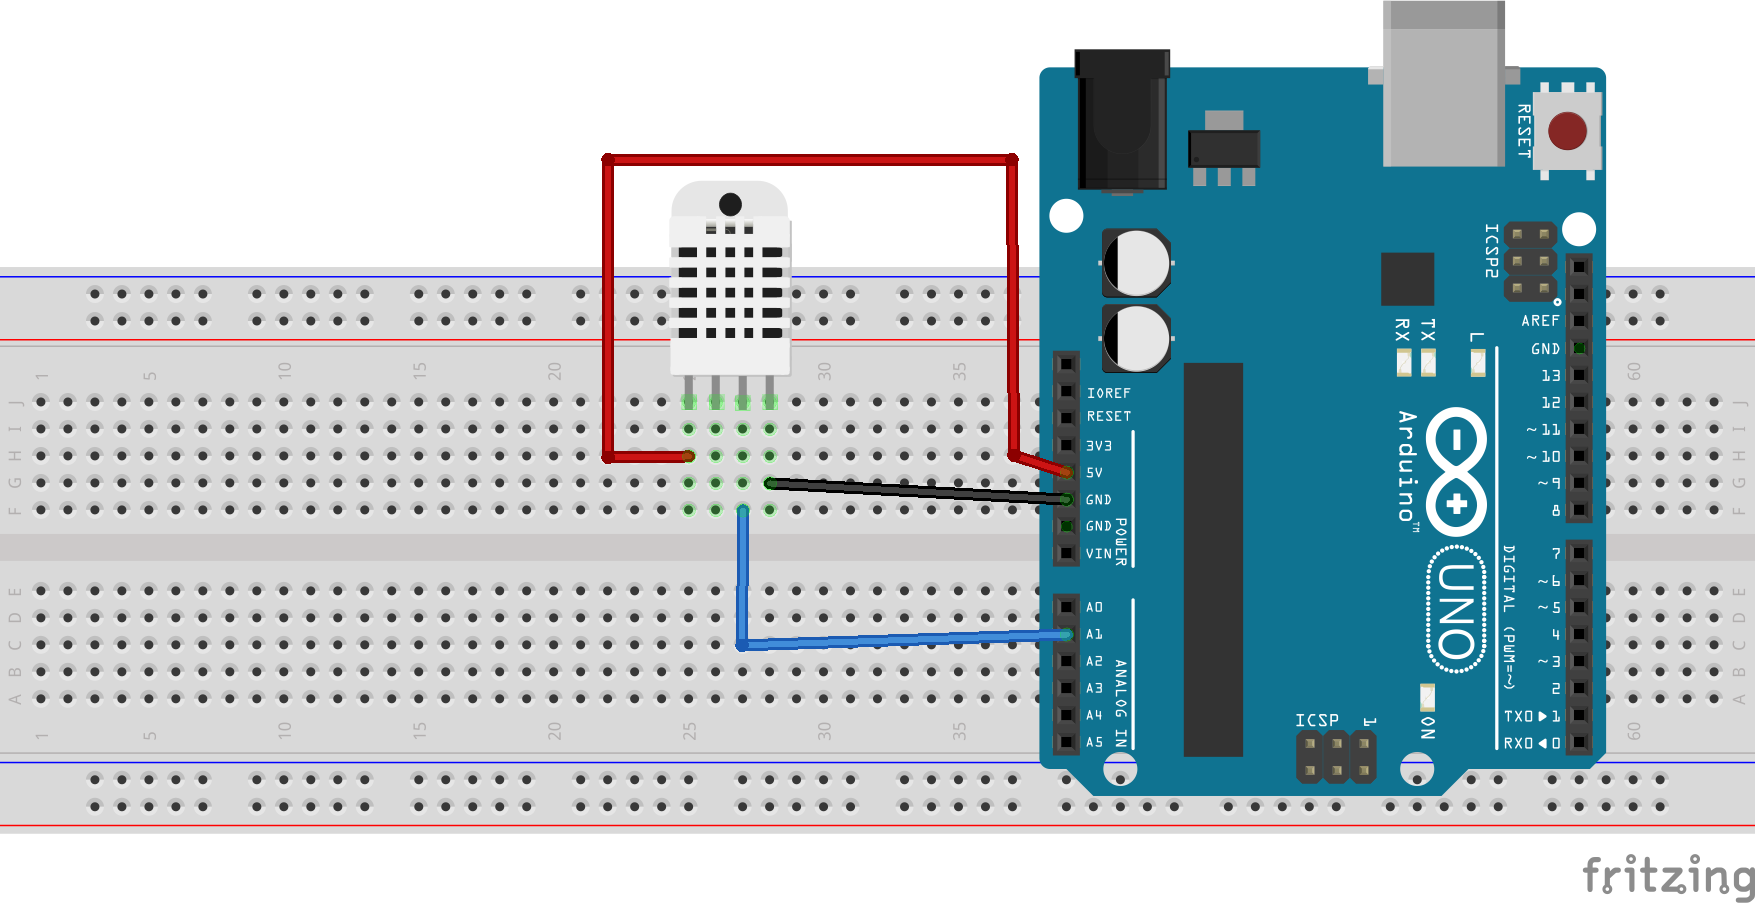 RESET
ICSP2
AREF
GND
13
12
~11
~10
~9
8
7
~6
~5
4
~3
2
TX0▶1
RX0◀0
RX
TX
L
IOREF
RESET
3V3
5V
GND
GND
VIN
POWER
A0
A1
A2
A3
A4
A5
ANALOG IN
Arduino™
UNO
DIGITAL (PWM=~)
ICSP
1
ON
1 5 10 15 20 30 35 60
J J
I I
H H
G G
F F
E E
D D
C C
B B
A A
1 5 10 15 20 25 30 35 60
fritzing